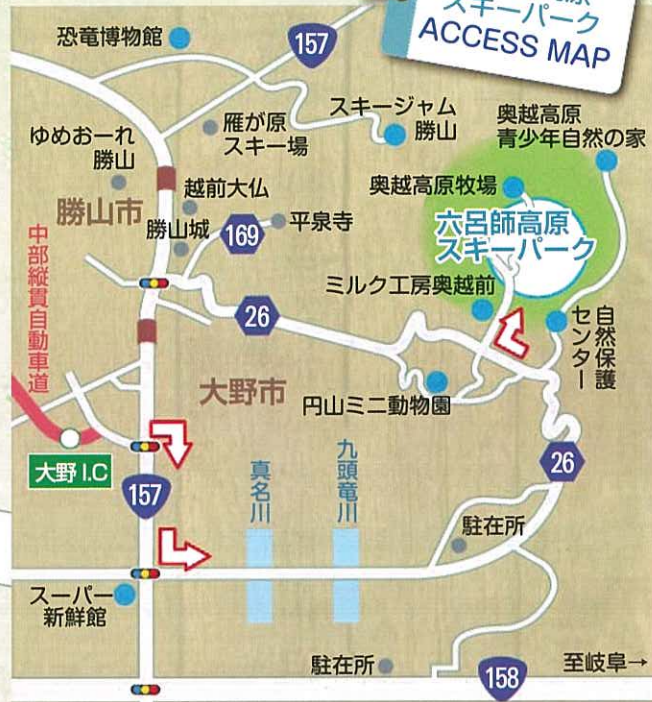 スキーパーク
ACCESS MAP
恐竜博物館
157
雁が原
スキー場
スキージャム
勝山
奥越高原
青少年自然の家
ゆめおーれ
勝山
越前大仏
奥越高原牧場
勝山市
勝山城
169
平泉寺
六呂師高原
スキーパーク
中部縦貫自動車道
26
ミルク工房奥越前
自然保護
センター
大野市
円山ミニ動物園
大野 I.C
157
真名川
九頭竜川
26
駐在所
スーパー
新鮮館
駐在所
158
至岐阜→